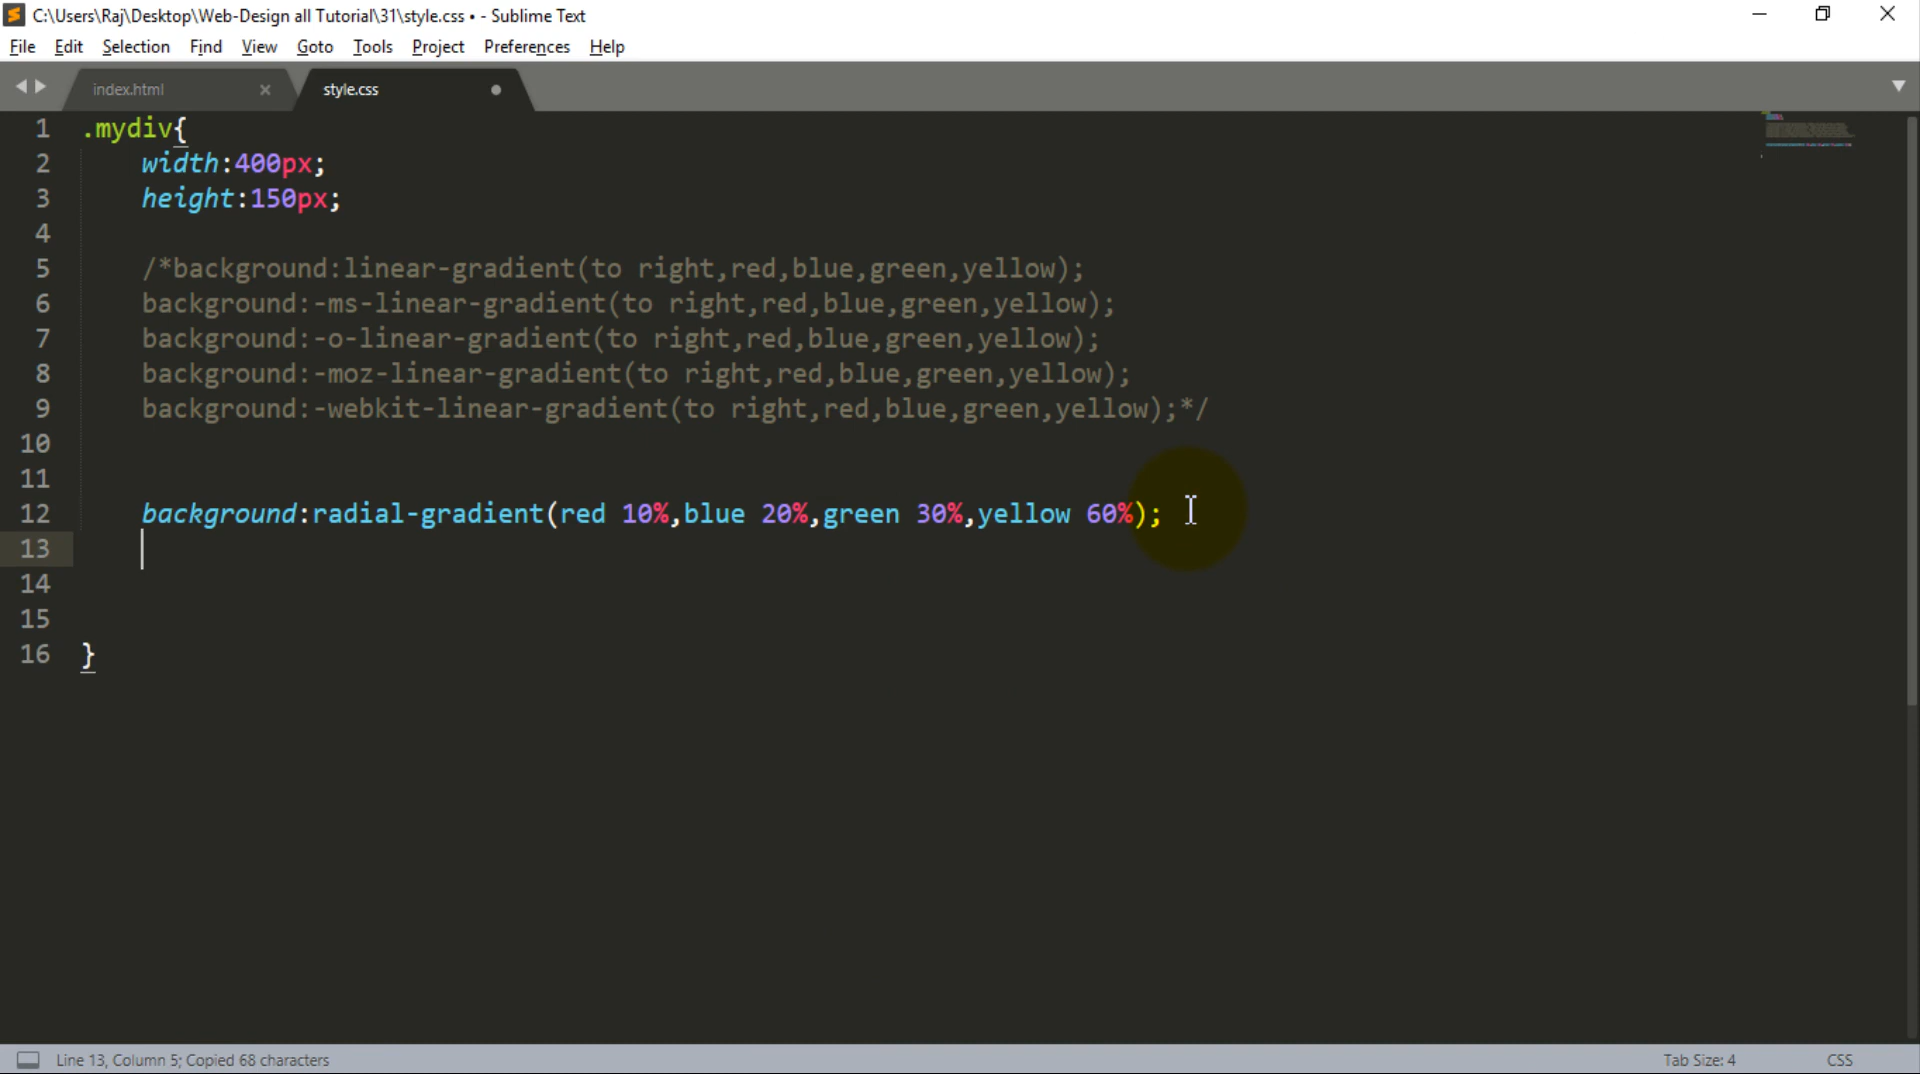 C:\Users\Raj\Desktop\Web-Design all Tutorial\31\style.css • - Sublime Text
File Edit Selection Find View Goto Tools Project Preferences Help
index.html × style.css
1 .mydiv{
2 width:400px;
3 height:150px;
4
5 /*background:linear-gradient(to right,red,blue,green,yellow);
6 background:-ms-linear-gradient(to right,red,blue,green,yellow);
7 background:-o-linear-gradient(to right,red,blue,green,yellow);
8 background:-moz-linear-gradient(to right,red,blue,green,yellow);
9 background:-webkit-linear-gradient(to right,red,blue,green,yellow);*/
10
11
12 background:radial-gradient(red 10%,blue 20%,green 30%,yellow 60%);
13
14
15
16 }
Line 13, Column 5; Copied 68 characters Tab Size: 4 CSS